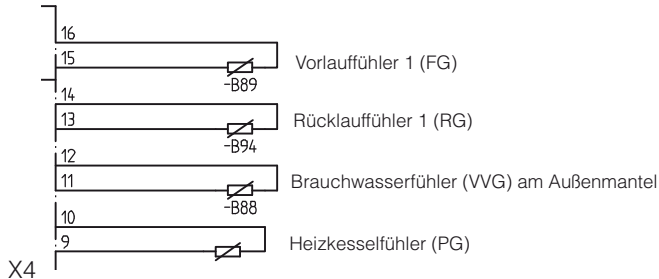 16
15
-B89
Vorlauffühler 1 (FG)
14
13
-B94
Rücklauffühler 1 (RG)
12
11
-B88
Brauchwasserfühler (VVG) am Außenmantel
10
9
Heizkesselfühler (PG)
X4